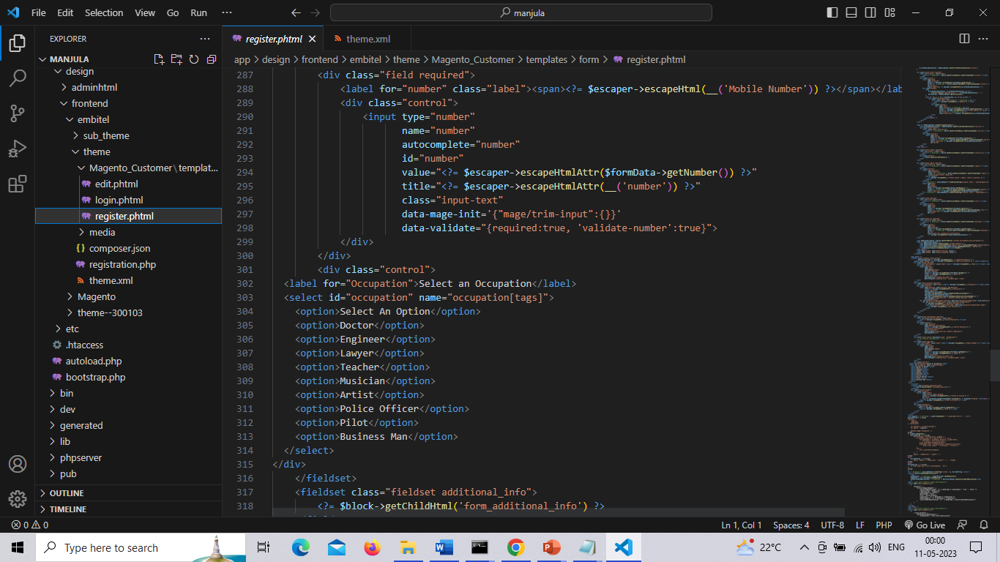 File Edit Selection View Go Run ··· manjula
EXPLORER ···
MANJULA
design
adminhtml
frontend
embitel
sub_theme
theme
Magento_Customer\templat...
edit.phtml
login.phtml
register.phtml
media
composer.json
registration.php
theme.xml
Magento
theme--300103
etc
.htaccess
autoload.php
bootstrap.php
bin
dev
generated
lib
phpserver
pub
OUTLINE
TIMELINE
register.phtml theme.xml
app > design > frontend > embitel > theme > Magento_Customer > templates > form > register.phtml
287 <div class="field required">
288 <label for="number" class="label"><span><?= $escaper->escapeHtml(__('Mobile Number')) ?></span></lab
289 <div class="control">
290 <input type="number"
291 name="number"
292 autocomplete="number"
293 id="number"
294 value="<?= $escaper->escapeHtmlAttr($formData->getNumber()) ?>"
295 title="<?= $escaper->escapeHtmlAttr(__('number')) ?>"
296 class="input-text"
297 data-mage-init='{"mage/trim-input":{}}'
298 data-validate="{required:true, 'validate-number':true}">
299 </div>
300 </div>
301 <div class="control">
302 <label for="Occupation">Select an Occupation</label>
303 <select id="occupation" name="occupation[tags]">
304 <option>Select An Option</option>
305 <option>Doctor</option>
306 <option>Engineer</option>
307 <option>Lawyer</option>
308 <option>Teacher</option>
309 <option>Musician</option>
310 <option>Artist</option>
311 <option>Police Officer</option>
312 <option>Pilot</option>
313 <option>Business Man</option>
314 </select>
315 </div>
316 </fieldset>
317 <fieldset class="fieldset additional_info">
318 <?= $block->getChildHtml('form_additional_info') ?>
0 0 Ln 1, Col 1 Spaces: 4 UTF-8 LF PHP Go Live
Type here to search 22°C ENG 00:00
11-05-2023